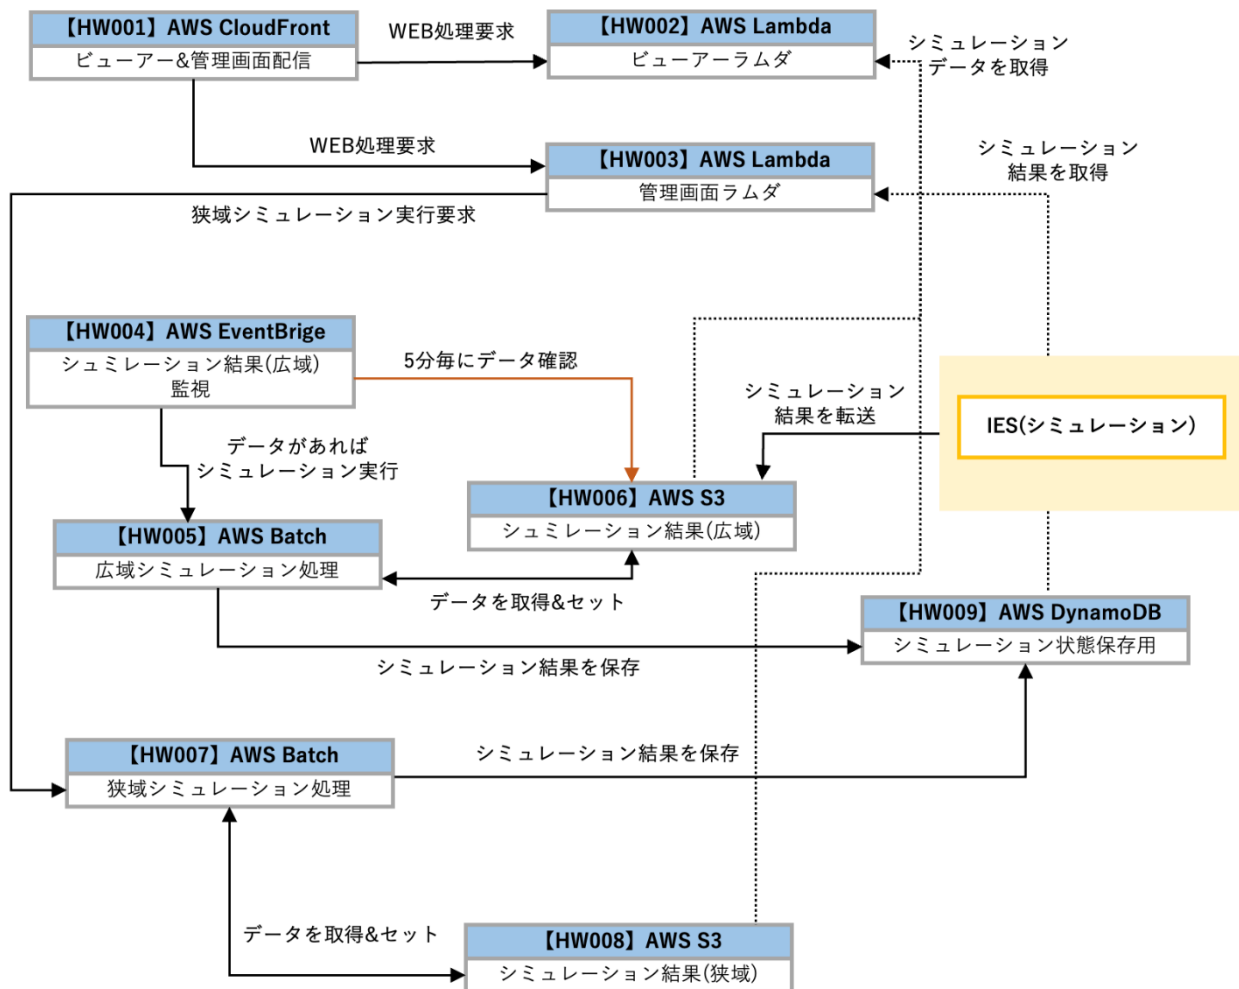 【HW001】AWS CloudFront
ビューアー&管理画面配信
WEB処理要求
【HW002】AWS Lambda
ビューアーラムダ
シミュレーション
データを取得
WEB処理要求
【HW003】AWS Lambda
管理画面ラムダ
シミュレーション
結果を取得
狭域シミュレーション実行要求
【HW004】AWS EventBrige
シュミレーション結果(広域)
監視
5分毎にデータ確認
シミュレーション
結果を転送
IES(シミュレーション)
データがあれば
シミュレーション実行
【HW006】AWS S3
シュミレーション結果(広域)
【HW005】AWS Batch
広域シミュレーション処理
データを取得&セット
【HW009】AWS DynamoDB
シミュレーション状態保存用
シミュレーション結果を保存
【HW007】AWS Batch
狭域シミュレーション処理
シミュレーション結果を保存
データを取得&セット
【HW008】AWS S3
シミュレーション結果(狭域)